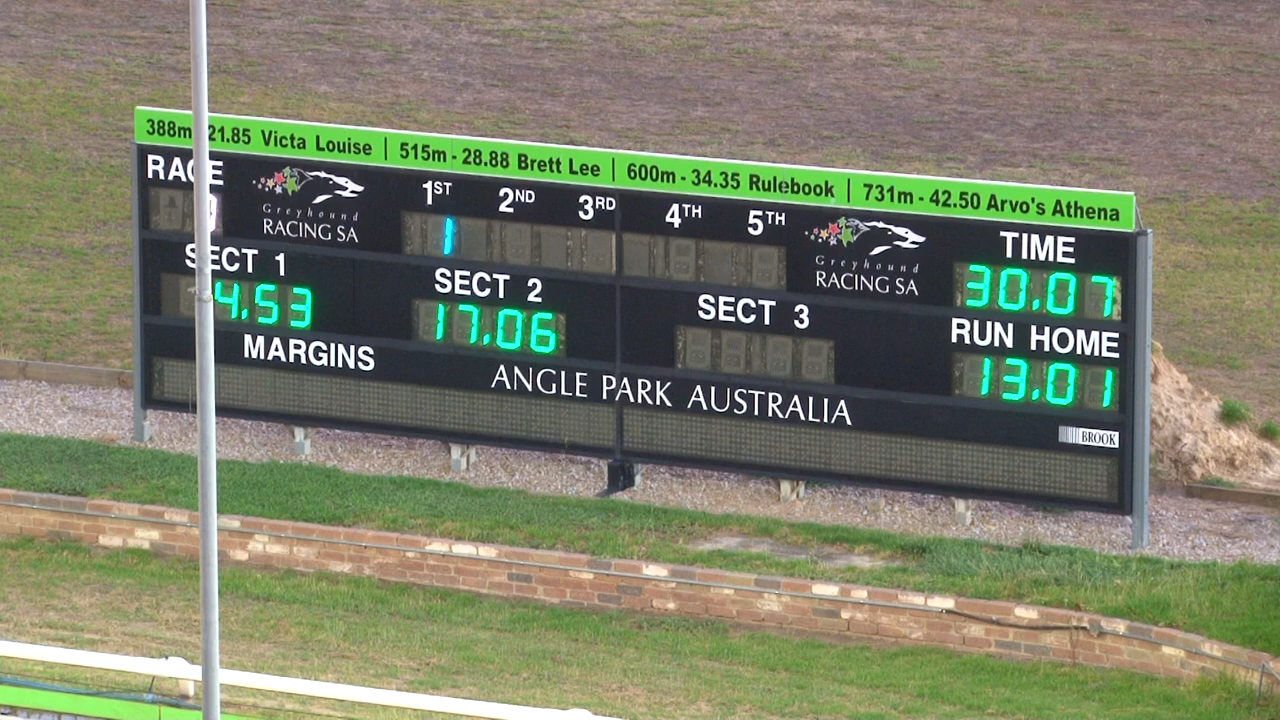 388m 21.85 Victa Louise | 515m - 28.88 Brett Lee | 600m - 34.35 Rulebook | 731m - 42.50 Arvo's Athena
RACE
Greyhound
RACING SA
1ST 2ND 3RD 4TH 5TH
1
Greyhound
RACING SA
TIME
30.07
SECT 1
4.53
SECT 2
17.06
SECT 3
RUN HOME
13.01
MARGINS
ANGLE PARK AUSTRALIA
BROOK